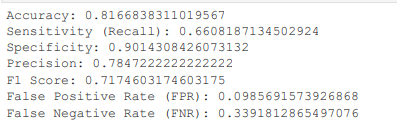 Accuracy: 0.8166838311019567
Sensitivity (Recall): 0.6608187134502924
Specificity: 0.9014308426073132
Precision: 0.7847222222222222
F1 Score: 0.7174603174603175
False Positive Rate (FPR): 0.0985691573926868
False Negative Rate (FNR): 0.3391812865497076